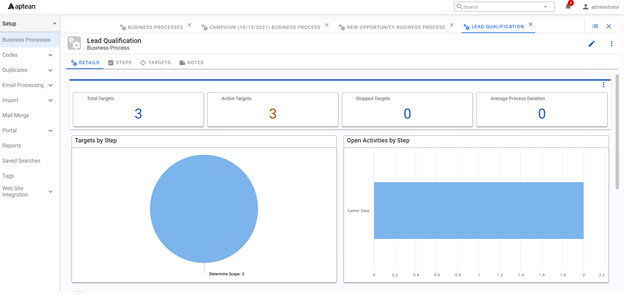 aptean
Search
2
administrator
Setup
BUSINESS PROCESSES
CAMPAIGN (10/15/2021) BUSINESS PROCESS
NEW OPPORTUNITY BUSINESS PROCESS
LEAD QUALIFICATION
Business Processes
Codes
Duplicates
Email Processing
Import
Mail Merge
Portal
Reports
Saved Searches
Tags
Web Site
Integration
Lead Qualification
Business Process
DETAILS
STEPS
TARGETS
NOTES
Total Targets
3
Active Targets
3
Stopped Targets
0
Average Process Duration
0
Targets by Step
Determine Scope: 3
Open Activities by Step
Gather Data
0 0.2 0.4 0.6 0.8 1 1.2 1.4 1.6 1.8 2 2.2